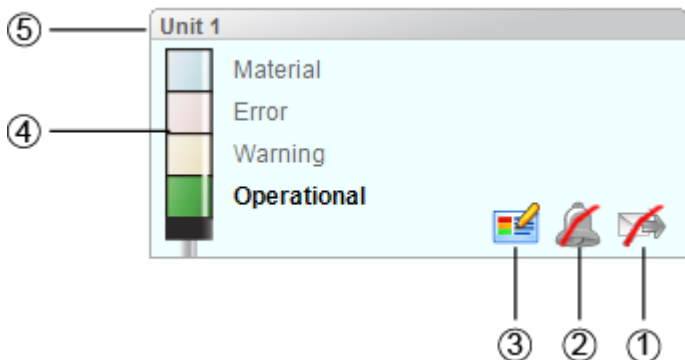 ⑤ Unit 1
Material
Error
④
Warning
Operational
③ ② ①